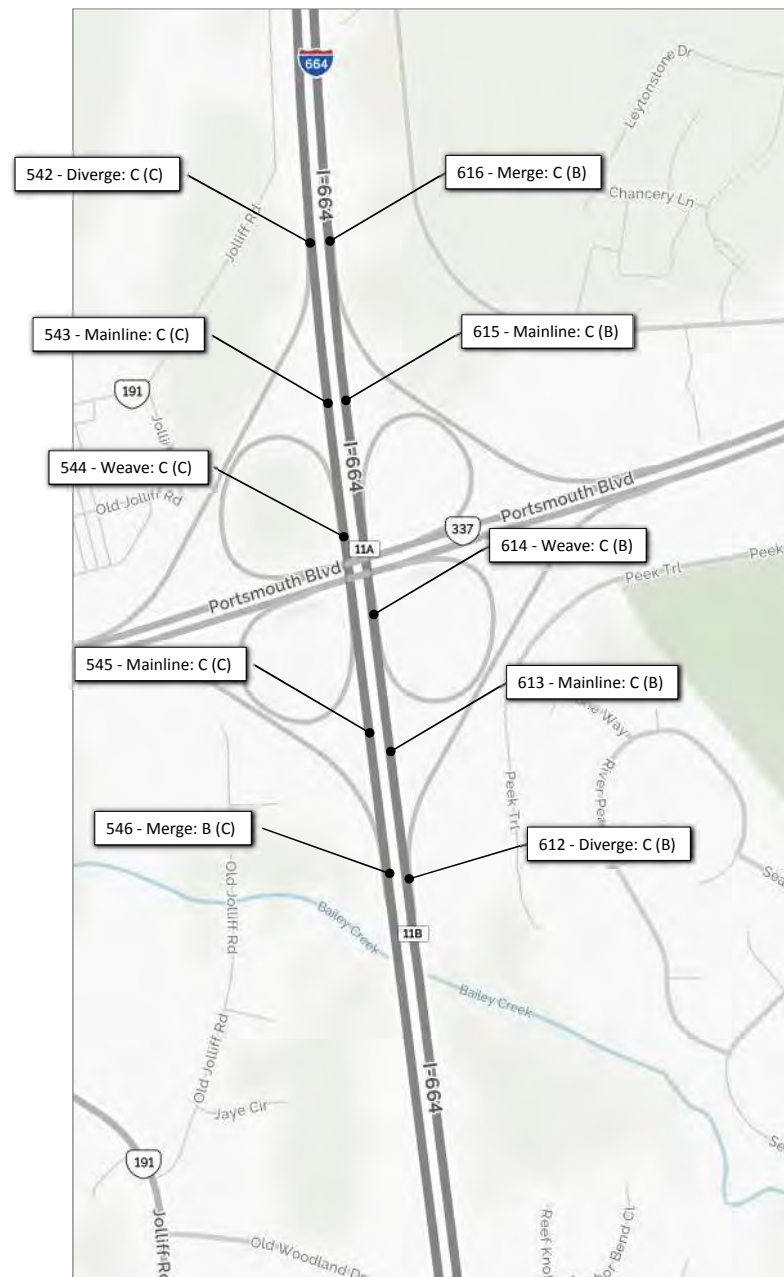 664
Leytonstone Dr
I-664
542 - Diverge: C (C)
616 - Merge: C (B)
Chancery Ln
Jolliff Rd
543 - Mainline: C (C)
615 - Mainline: C (B)
191
I-664
544 - Weave: C (C)
Old Jolliff Rd
Portsmouth Blvd
337
11A
614 - Weave: C (B)
Portsmouth Blvd
Peek Trl
Peek
545 - Mainline: C (C)
613 - Mainline: C (B)
Way
Peek Trl
546 - Merge: B (C)
612 - Diverge: C (B)
Old Jolliff Rd
Bailey Creek
11B
Bailey Creek
Old Jolliff Rd
I-664
Jaye Cir
191
Jolliff Rd
Old Woodland Dr